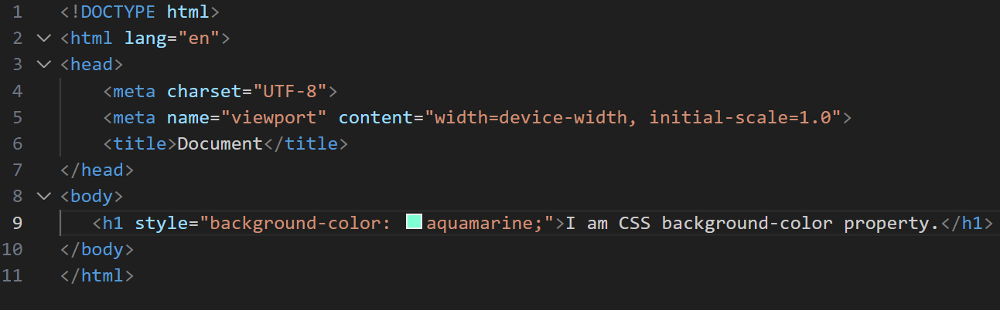 1 <!DOCTYPE html>
2 <html lang="en">
3 <head>
4     <meta charset="UTF-8">
5     <meta name="viewport" content="width=device-width, initial-scale=1.0">
6     <title>Document</title>
7 </head>
8 <body>
9    <h1 style="background-color: aquamarine;">I am CSS background-color property.</h1>
10 </body>
11 </html>